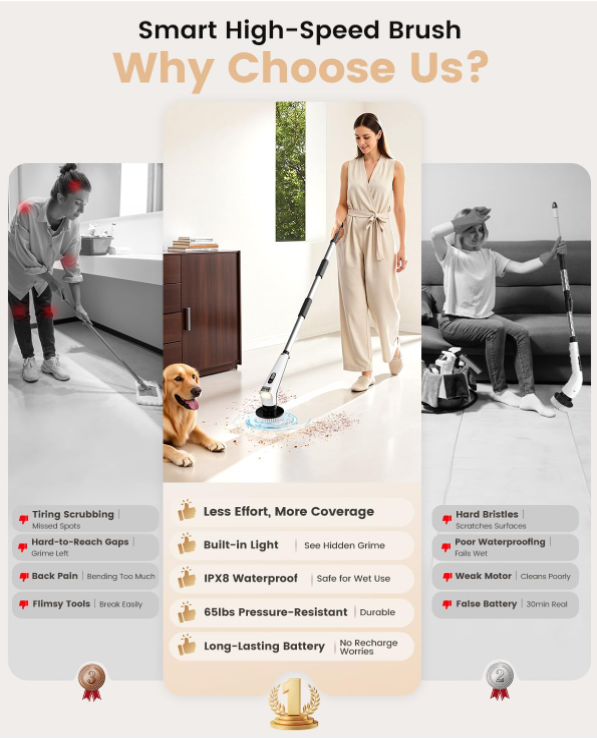 Smart High-Speed Brush
Why Choose Us?
Tiring Scrubbing |
Missed Spots
Hard-to-Reach Gaps |
Grime Left
Back Pain | Bending Too Much
Flimsy Tools | Break Easily
3
Less Effort, More Coverage
Built-in Light | See Hidden Grime
IPX8 Waterproof | Safe for Wet Use
65lbs Pressure-Resistant | Durable
Long-Lasting Battery | No Recharge
Worries
1
Hard Bristles |
Scratches Surfaces
Poor Waterproofing |
Fails Wet
Weak Motor | Cleans Poorly
False Battery | 30min Real
2